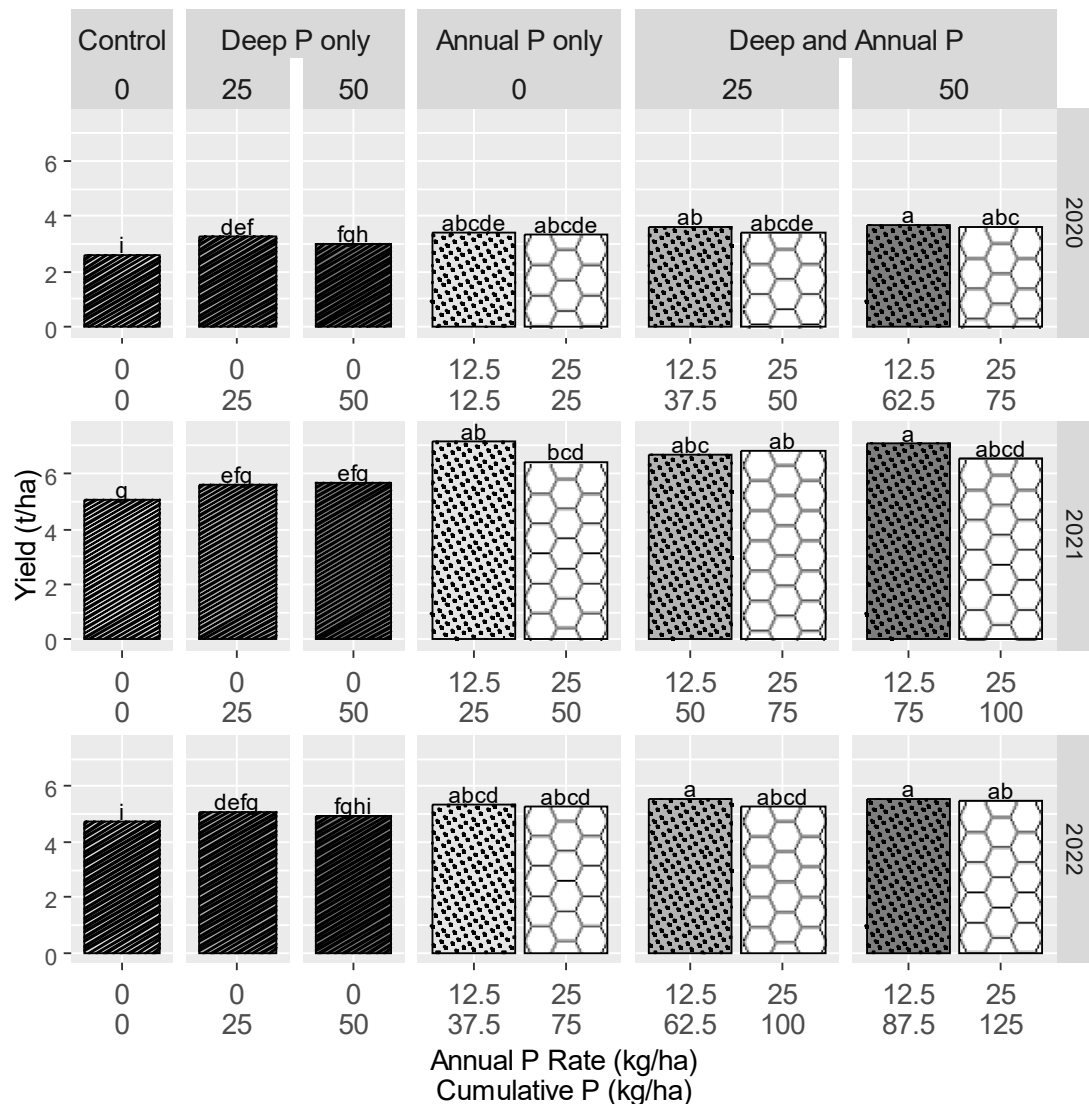 Control Deep P only Annual P only Deep and Annual P
0 25 50 0 25 50
6
4
2
0
i def fgh abcde abcde ab abcde a abc
2020
0 0 0 12.5 25 12.5 25 12.5 25
0 25 50 12.5 25 37.5 50 62.5 75
Yield (t/ha)
6
4
2
0
g efg efg ab bcd abc ab a abcd
2021
0 0 0 12.5 25 12.5 25 12.5 25
0 25 50 25 50 50 75 75 100
6
4
2
0
i defg fghi abcd abcd a abcd a ab
2022
0 0 0 12.5 25 12.5 25 12.5 25
0 25 50 37.5 75 62.5 100 87.5 125
Annual P Rate (kg/ha)
Cumulative P (kg/ha)